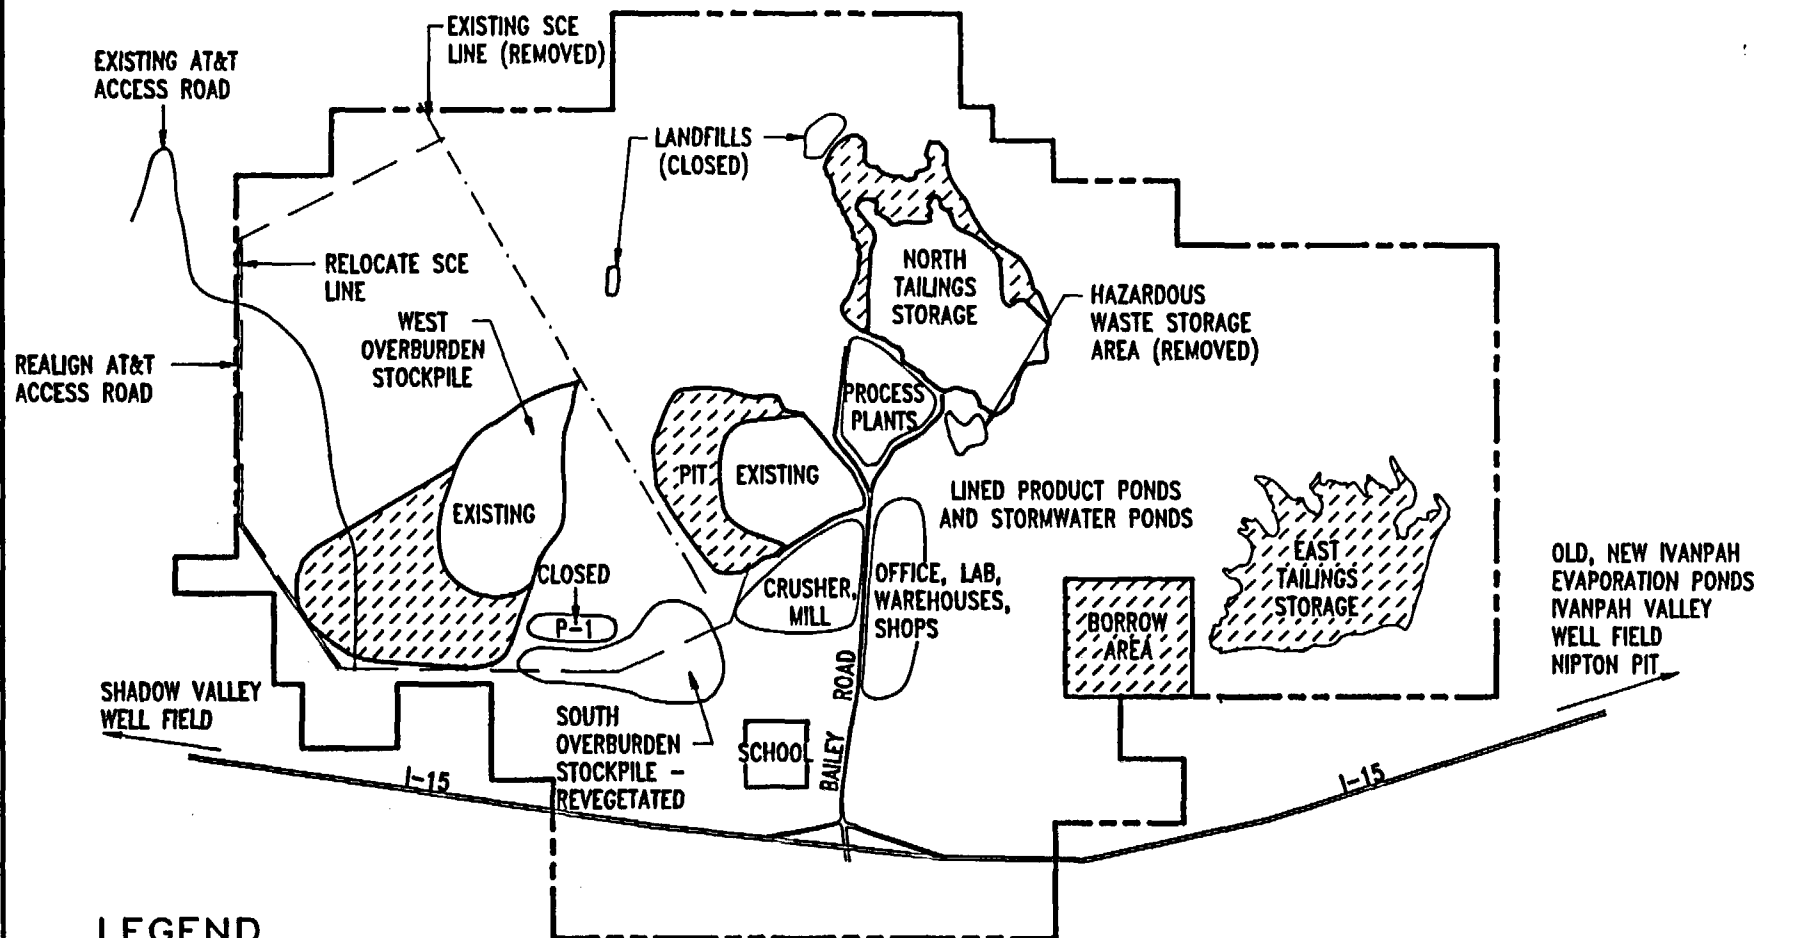 EXISTING SCE
LINE (REMOVED)
EXISTING AT&T
ACCESS ROAD
LANDFILLS
(CLOSED)
RELOCATE SCE
LINE
WEST
OVERBURDEN
STOCKPILE
NORTH
TAILINGS
STORAGE
HAZARDOUS
WASTE STORAGE
AREA (REMOVED)
REALIGN AT&T
ACCESS ROAD
PROCESS
PLANTS
PIT
EXISTING
EXISTING
LINED PRODUCT PONDS
AND STORMWATER PONDS
CLOSED
P-1
CRUSHER,
MILL
OFFICE, LAB,
WAREHOUSES,
SHOPS
EAST
TAILINGS
STORAGE
BORROW
AREA
OLD, NEW IVANPAH
EVAPORATION PONDS
IVANPAH VALLEY
WELL FIELD
NIPTON PIT
SHADOW VALLEY
WELL FIELD
SOUTH
OVERBURDEN
STOCKPILE -
REVEGETATED
SCHOOL
BAILEY ROAD
I-15
I-15
LEGEND